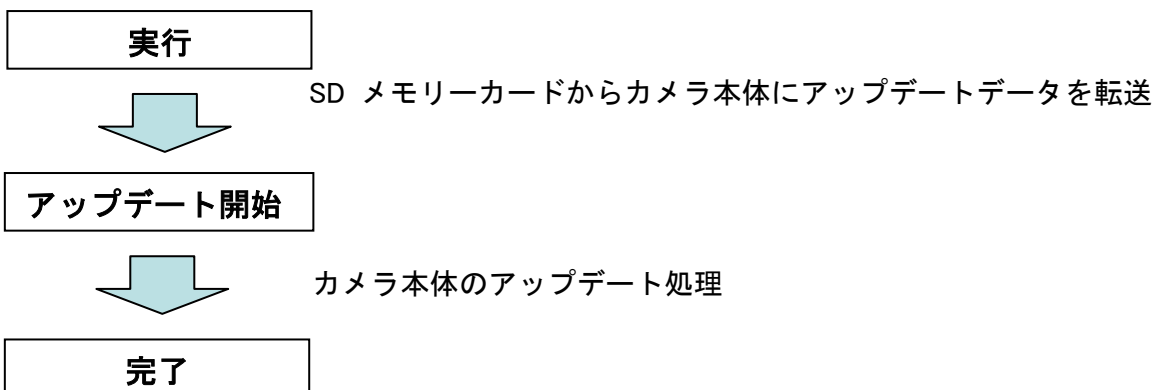 実行
SD メモリーカードからカメラ本体にアップデートデータを転送
アップデート開始
カメラ本体のアップデート処理
完了